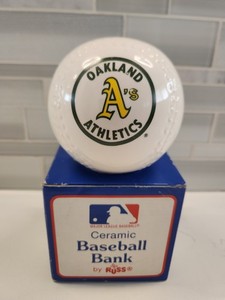 OAKLAND
A's
ATHLETICS®
MAJOR LEAGUE BASEBALL®
Ceramic
Baseball
Bank
by RUSS®